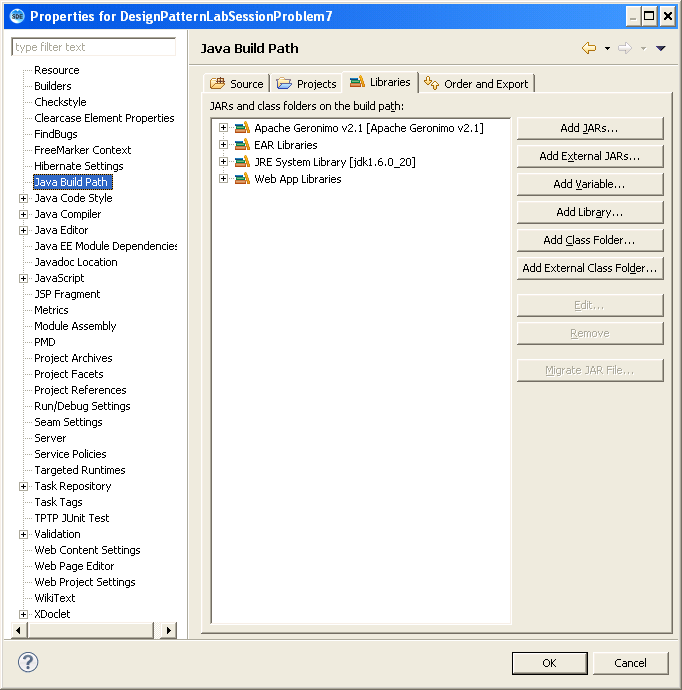 SDE Properties for DesignPatternLabSessionProblem7
type filter text
Resource
Builders
Checkstyle
Clearcase Element Properties
FindBugs
FreeMarker Context
Hibernate Settings
Java Build Path
Java Code Style
Java Compiler
Java Editor
Java EE Module Dependencies
Javadoc Location
JavaScript
JSP Fragment
Metrics
Module Assembly
PMD
Project Archives
Project Facets
Project References
Run/Debug Settings
Seam Settings
Server
Service Policies
Targeted Runtimes
Task Repository
Task Tags
TPTP JUnit Test
Validation
Web Content Settings
Web Page Editor
Web Project Settings
WikiText
XDoclet
Java Build Path
Source Projects Libraries Order and Export
JARs and class folders on the build path:
Apache Geronimo v2.1 [Apache Geronimo v2.1]
EAR Libraries
JRE System Library [jdk1.6.0_20]
Web App Libraries
Add JARs...
Add External JARs...
Add Variable...
Add Library...
Add Class Folder...
Add External Class Folder...
Edit...
Remove
Migrate JAR File...
?
OK Cancel